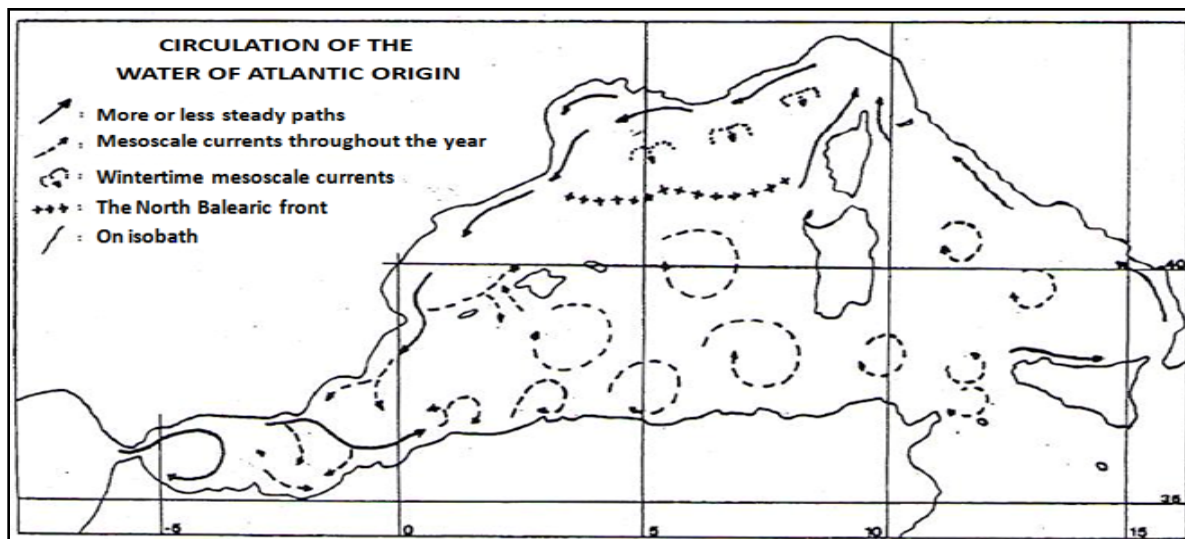 CIRCULATION OF THE
WATER OF ATLANTIC ORIGIN
: More or less steady paths
: Mesoscale currents throughout the year
: Wintertime mesoscale currents
: The North Balearic front
: On isobath
40
35
-5
0
5
10
15